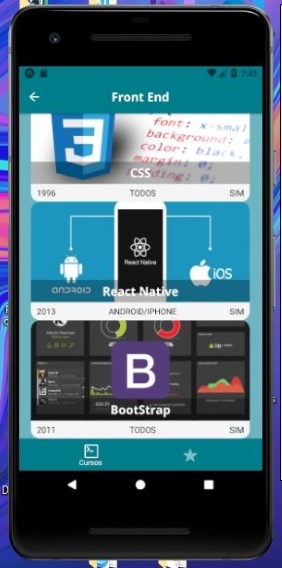 7:45
Front End
3
font: x-smal
background:
color: black,
margin: 0;
padding: 0;
CSS
1996 TODOS SIM
React Native
ANDROID
iOS
React Native
2013 ANDROID/IPHONE SIM
B
BootStrap
2011 TODOS SIM
Cursos